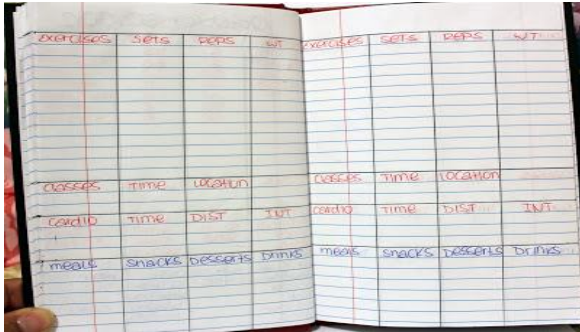 exercises sets reps WT
classes Time Location
cardio Time DIST INT
meals snacks Desserts Drinks
exercises sets reps WT
classes Time Location
cardio Time DIST INT
meals snacks Desserts Drinks